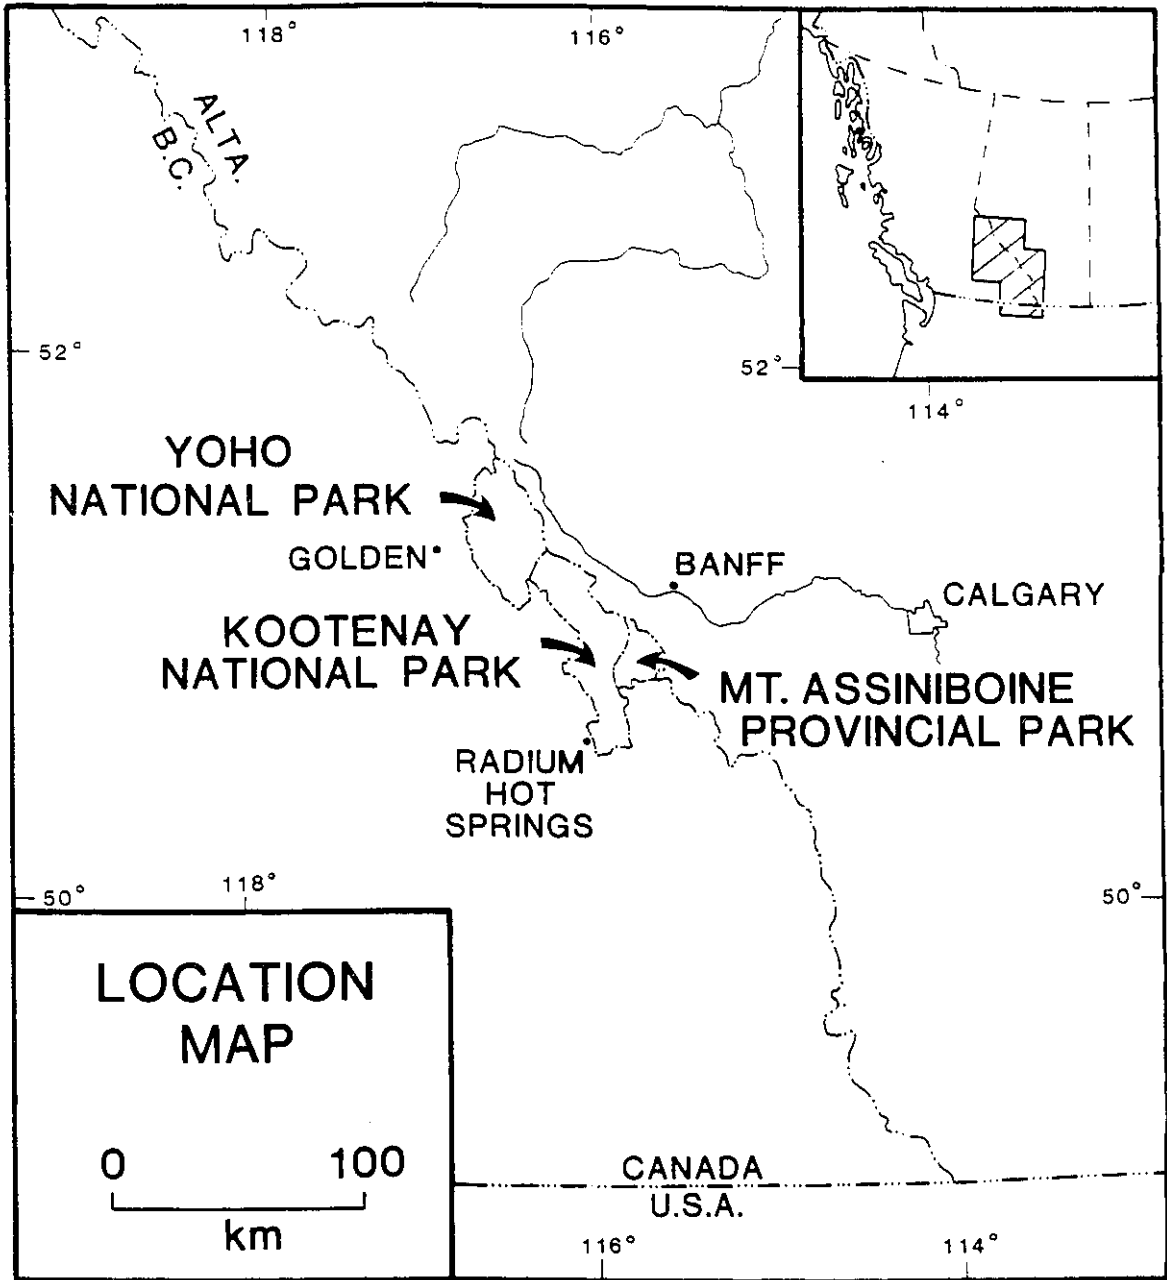 118°
116°
ALTA.
B.C.
52°
52°
114°
YOHO
NATIONAL PARK
GOLDEN
BANFF
CALGARY
KOOTENAY
NATIONAL PARK
MT. ASSINIBOINE
PROVINCIAL PARK
RADIUM
HOT
SPRINGS
118°
50°
50°
LOCATION
MAP
0 100
km
CANADA
U.S.A.
116°
114°